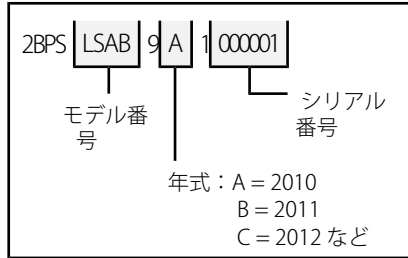 2BPS LSAB 9 A 1 000001
モデル番
号
シリアル
番号
年式：A = 2010
B = 2011
C = 2012 など